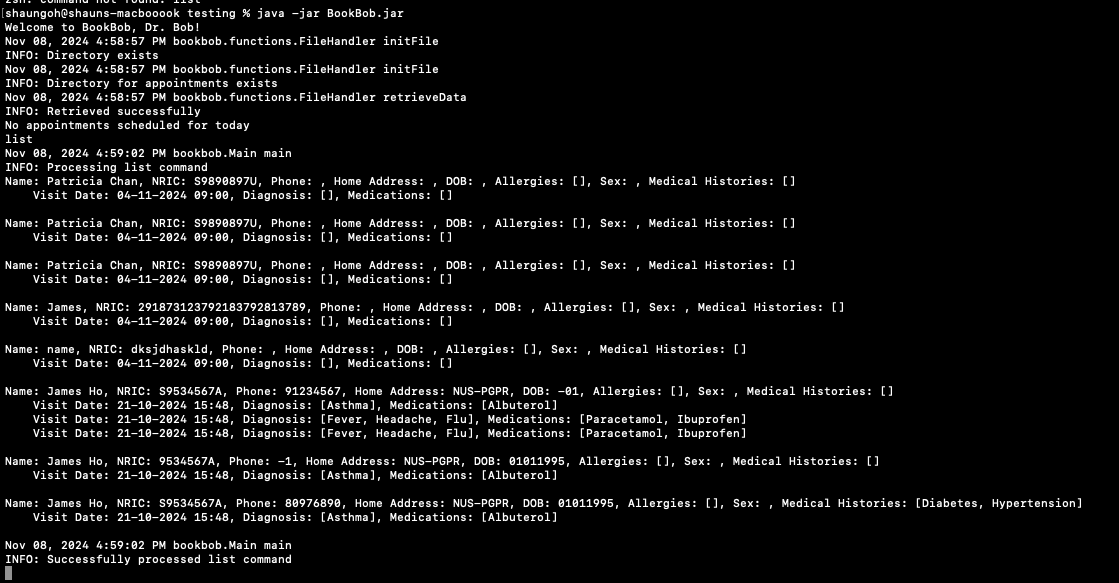 zsh: command not found: list
[shaungoh@shauns-macbooook testing % java -jar BookBob.jar
Welcome to BookBob, Dr. Bob!
Nov 08, 2024 4:58:57 PM bookbob.functions.FileHandler initFile
INFO: Directory exists
Nov 08, 2024 4:58:57 PM bookbob.functions.FileHandler initFile
INFO: Directory for appointments exists
Nov 08, 2024 4:58:57 PM bookbob.functions.FileHandler retrieveData
INFO: Retrieved successfully
No appointments scheduled for today
list
Nov 08, 2024 4:59:02 PM bookbob.Main main
INFO: Processing list command
Name: Patricia Chan, NRIC: S9890897U, Phone: , Home Address: , DOB: , Allergies: [], Sex: , Medical Histories: []
    Visit Date: 04-11-2024 09:00, Diagnosis: [], Medications: []

Name: Patricia Chan, NRIC: S9890897U, Phone: , Home Address: , DOB: , Allergies: [], Sex: , Medical Histories: []
    Visit Date: 04-11-2024 09:00, Diagnosis: [], Medications: []

Name: Patricia Chan, NRIC: S9890897U, Phone: , Home Address: , DOB: , Allergies: [], Sex: , Medical Histories: []
    Visit Date: 04-11-2024 09:00, Diagnosis: [], Medications: []

Name: James, NRIC: 291873123792183792813789, Phone: , Home Address: , DOB: , Allergies: [], Sex: , Medical Histories: []
    Visit Date: 04-11-2024 09:00, Diagnosis: [], Medications: []

Name: name, NRIC: dksjdhaskld, Phone: , Home Address: , DOB: , Allergies: [], Sex: , Medical Histories: []
    Visit Date: 04-11-2024 09:00, Diagnosis: [], Medications: []

Name: James Ho, NRIC: S9534567A, Phone: 91234567, Home Address: NUS-PGPR, DOB: -01, Allergies: [], Sex: , Medical Histories: []
    Visit Date: 21-10-2024 15:48, Diagnosis: [Asthma], Medications: [Albuterol]
    Visit Date: 21-10-2024 15:48, Diagnosis: [Fever, Headache, Flu], Medications: [Paracetamol, Ibuprofen]
    Visit Date: 21-10-2024 15:48, Diagnosis: [Fever, Headache, Flu], Medications: [Paracetamol, Ibuprofen]

Name: James Ho, NRIC: 9534567A, Phone: -1, Home Address: NUS-PGPR, DOB: 01011995, Allergies: [], Sex: , Medical Histories: []
    Visit Date: 21-10-2024 15:48, Diagnosis: [Asthma], Medications: [Albuterol]

Name: James Ho, NRIC: S9534567A, Phone: 80976890, Home Address: NUS-PGPR, DOB: 01011995, Allergies: [], Sex: , Medical Histories: [Diabetes, Hypertension]
    Visit Date: 21-10-2024 15:48, Diagnosis: [Asthma], Medications: [Albuterol]

Nov 08, 2024 4:59:02 PM bookbob.Main main
INFO: Successfully processed list command